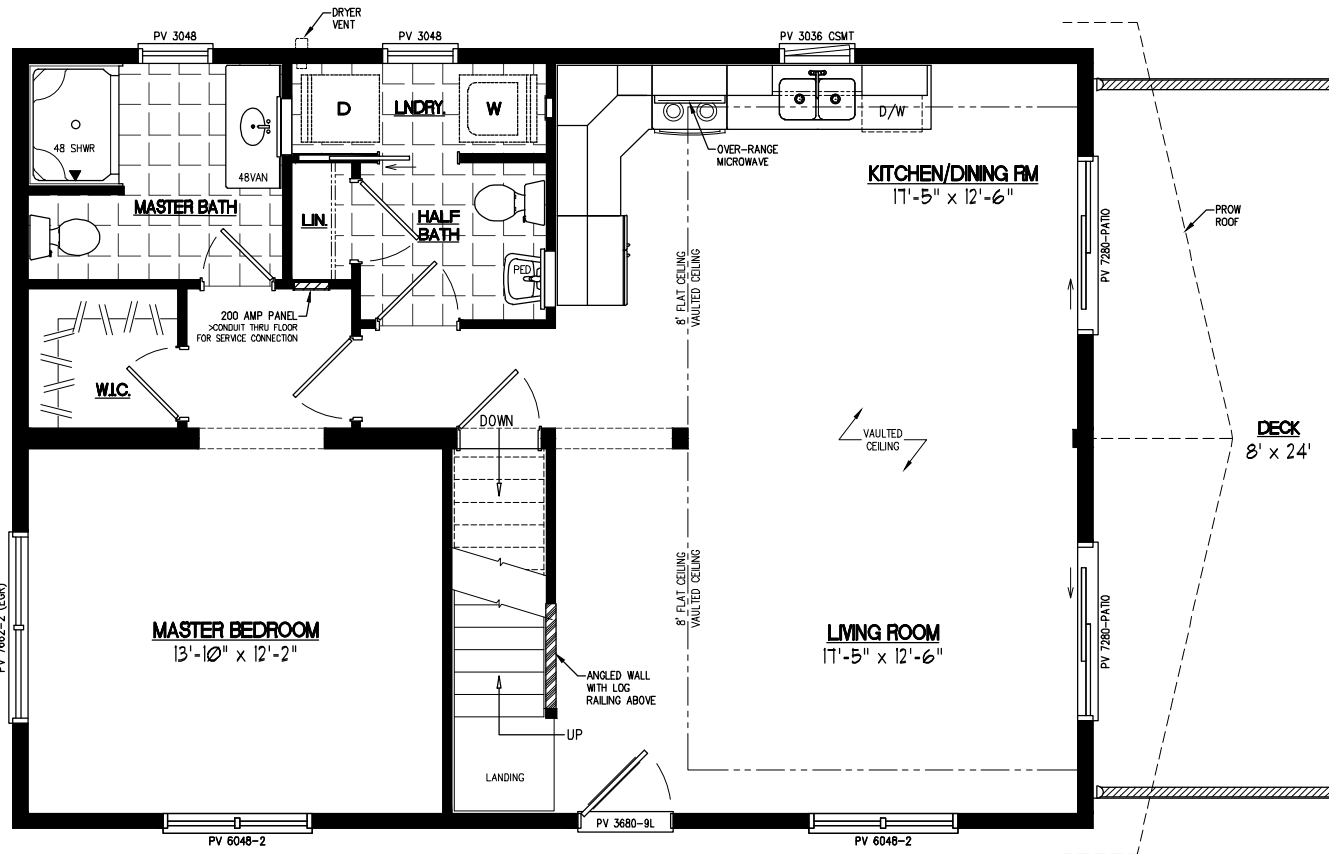 DRYER
VENT
PV 3048
PV 3048
PV 3036 CSMT
48 SHWR
48VAN
D
LNDRY.
W
D/W
OVER-RANGE
MICROWAVE
KITCHEN/DINING RM
17'-5" x 12'-6"
MASTER BATH
LIN.
HALF
BATH
PED
PROW
ROOF
PV 7280-PATIO
8' FLAT CEILING
VAULTED CEILING
200 AMP PANEL
>CONDUIT THRU FLOOR
FOR SERVICE CONNECTION
W.I.C.
DOWN
VAULTED
CEILING
DECK
8' x 24'
8' FLAT CEILING
VAULTED CEILING
PV 7662-2 (EGR)
MASTER BEDROOM
13'-10" x 12'-2"
LIVING ROOM
17'-5" x 12'-6"
PV 7280-PATIO
ANGLED WALL
WITH LOG
RAILING ABOVE
UP
LANDING
PV 6048-2
PV 3680-9L
PV 6048-2